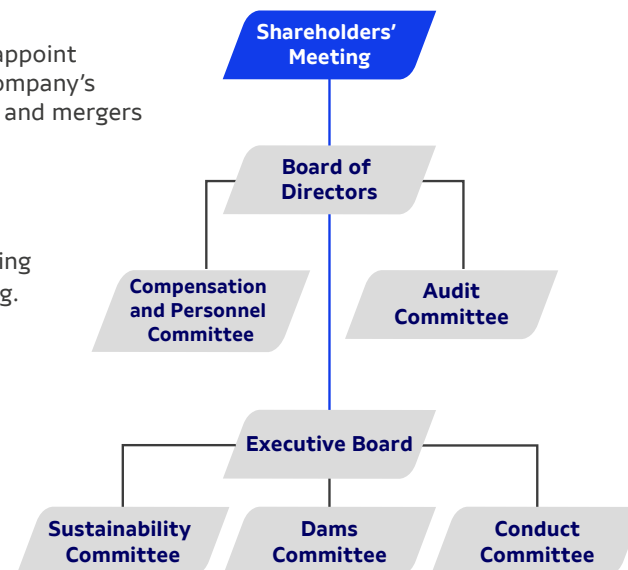 appoint
ompany's
and mergers
ing
g.
Shareholders'
Meeting
Board of
Directors
Compensation
and Personnel
Committee
Audit
Committee
Executive Board
Sustainability
Committee
Dams
Committee
Conduct
Committee